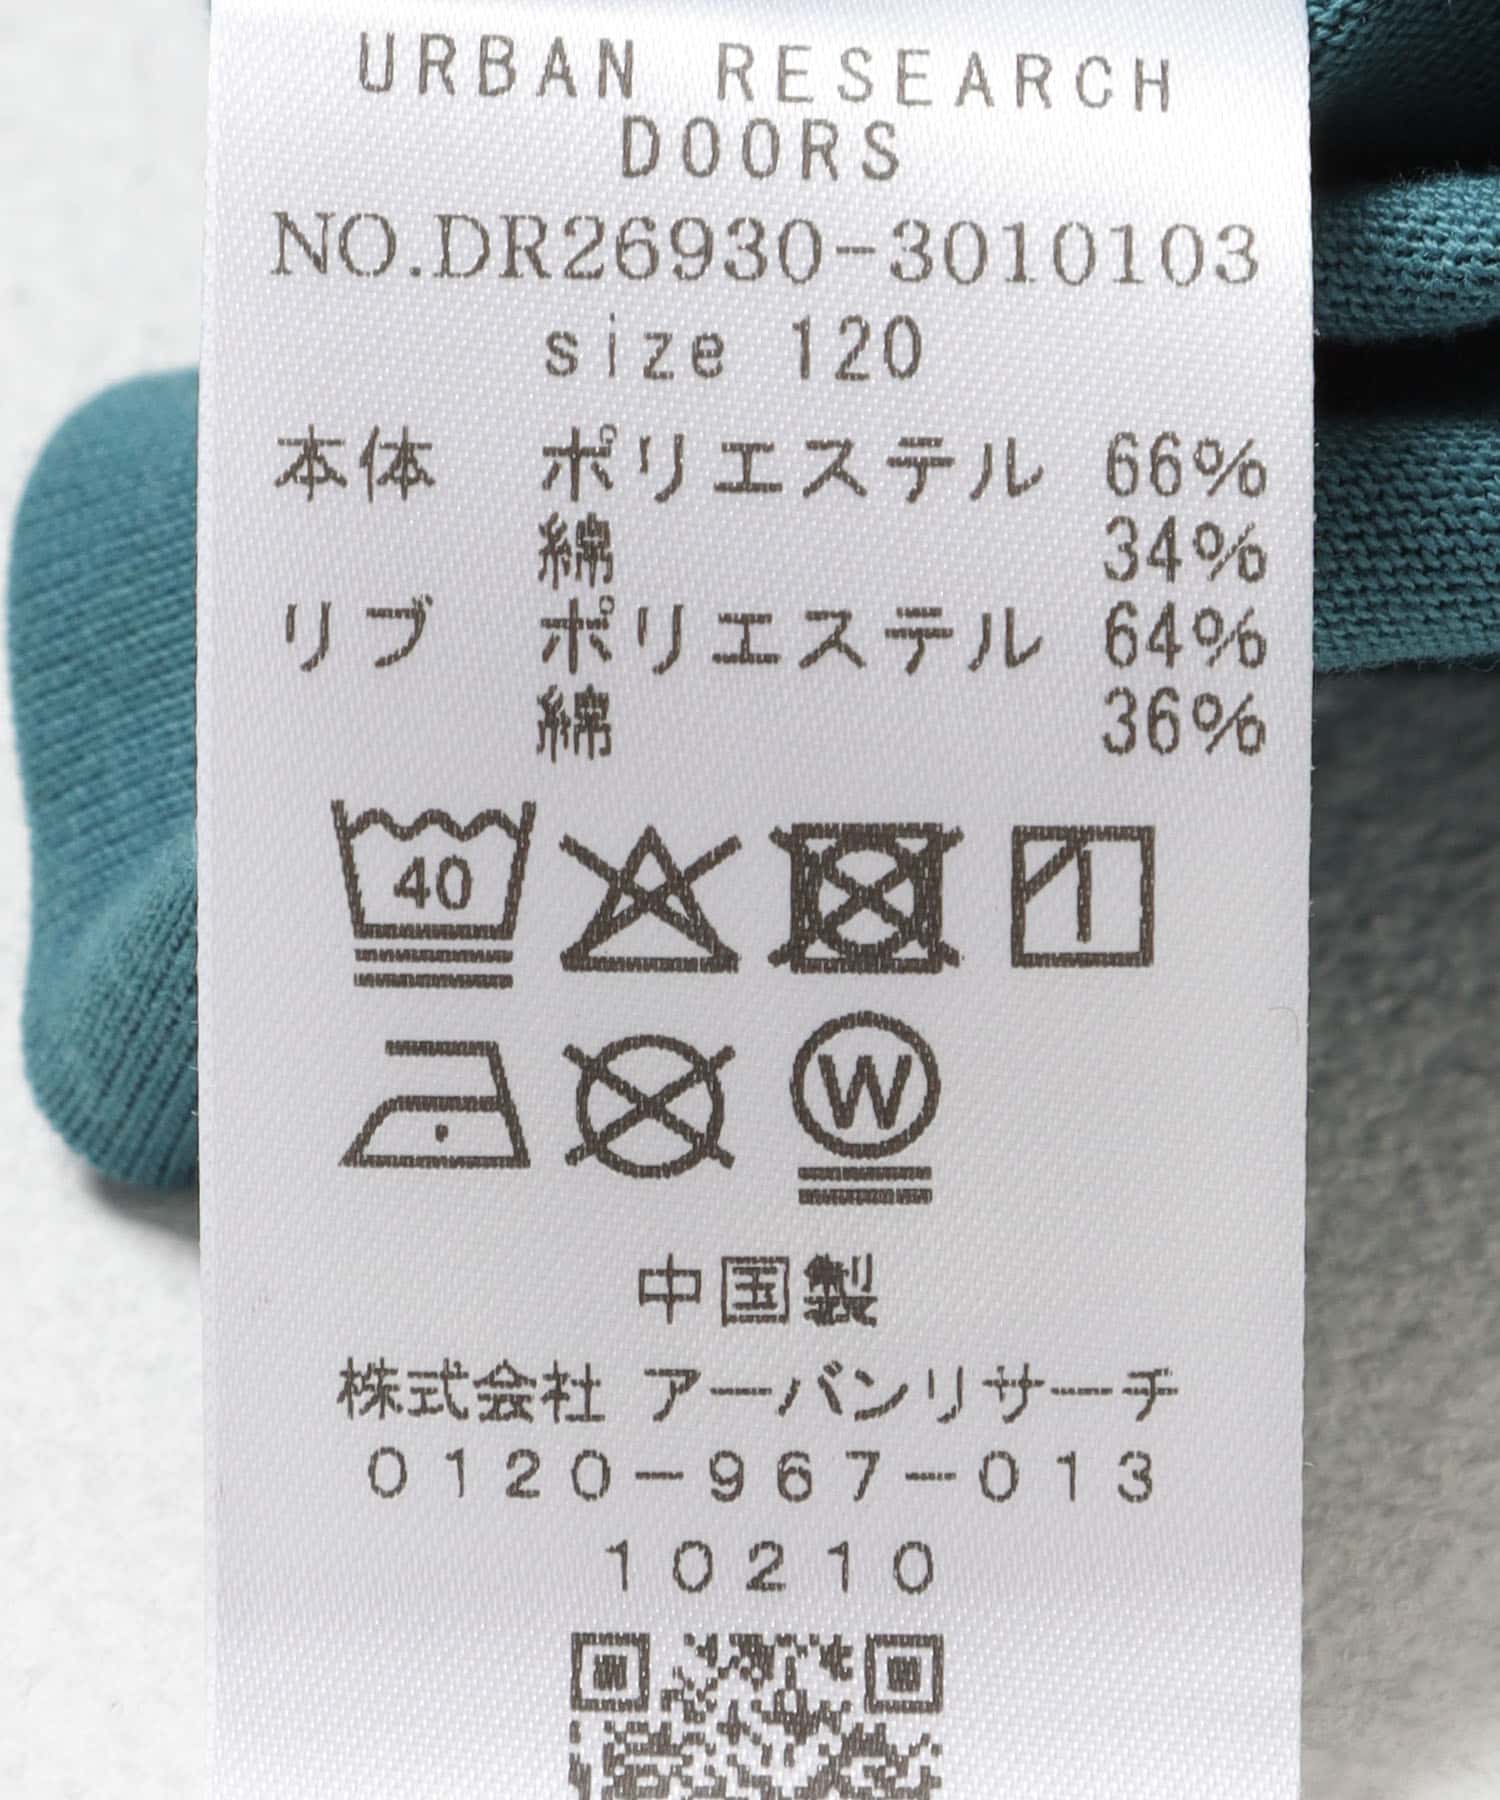 URBAN RESEARCH
DOORS
NO.DR26930-3010103
size 120
本体 ポリエステル 66%
綿 34%
リブ ポリエステル 64%
綿 36%
40
W
中国製
株式会社 アーバンリサーチ
0120-967-013
10210